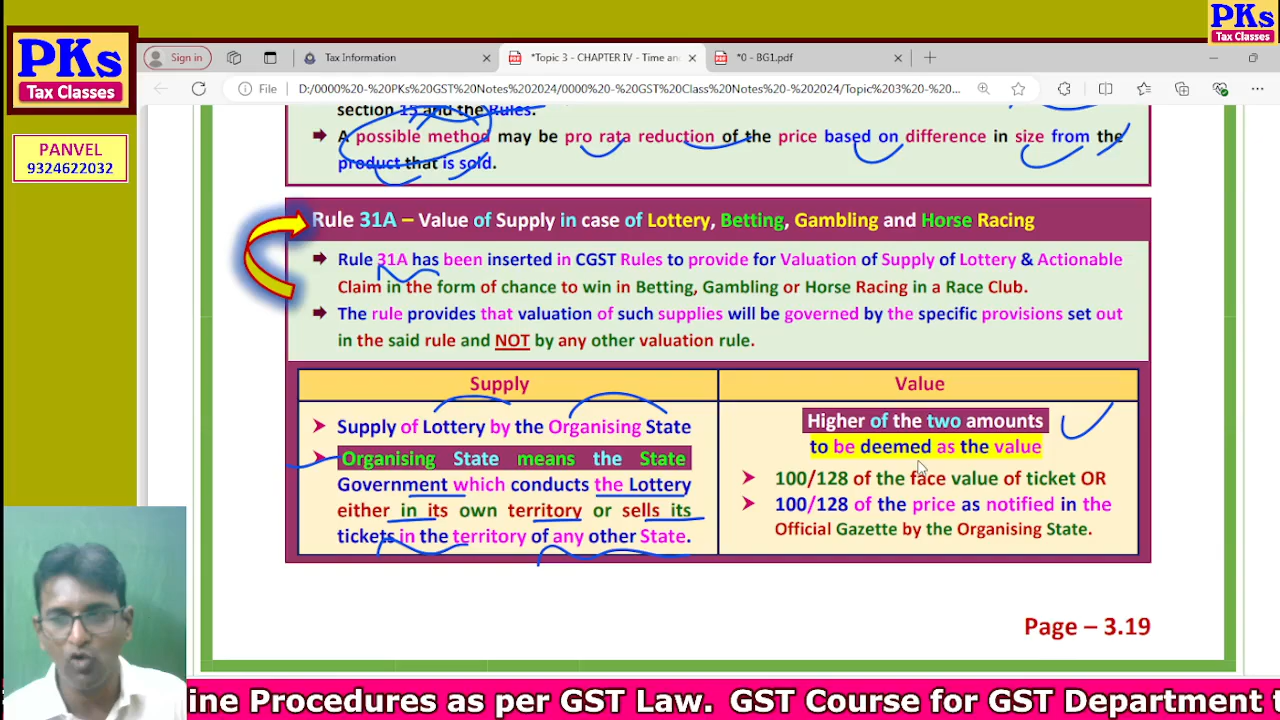 PKs
Tax Classes
PKs
Tax Classes
Sign in
Tax Information
*Topic 3 - CHAPTER IV - Time an
*0 - BG1.pdf
File
D:/0000%20-%20PKs%20GST%20Notes%202024/0000%20-%20GST%20Class%20Notes%202024/Topic%203%20-%20...
PANVEL
9324622032
section 15 and the Rules.
A possible method may be pro rata reduction of the price based on difference in size from the
product that is sold.
Rule 31A – Value of Supply in case of Lottery, Betting, Gambling and Horse Racing
Rule 31A has been inserted in CGST Rules to provide for Valuation of Supply of Lottery & Actionable
Claim in the form of chance to win in Betting, Gambling or Horse Racing in a Race Club.
The rule provides that valuation of such supplies will be governed by the specific provisions set out
in the said rule and NOT by any other valuation rule.
Supply
Value
Supply of Lottery by the Organising State
Organising State means the State
Government which conducts the Lottery
either in its own territory or sells its
tickets in the territory of any other State.
Higher of the two amounts
to be deemed as the value
100/128 of the face value of ticket OR
100/128 of the price as notified in the
Official Gazette by the Organising State.
Page – 3.19
ine Procedures as per GST Law. GST Course for GST Department t